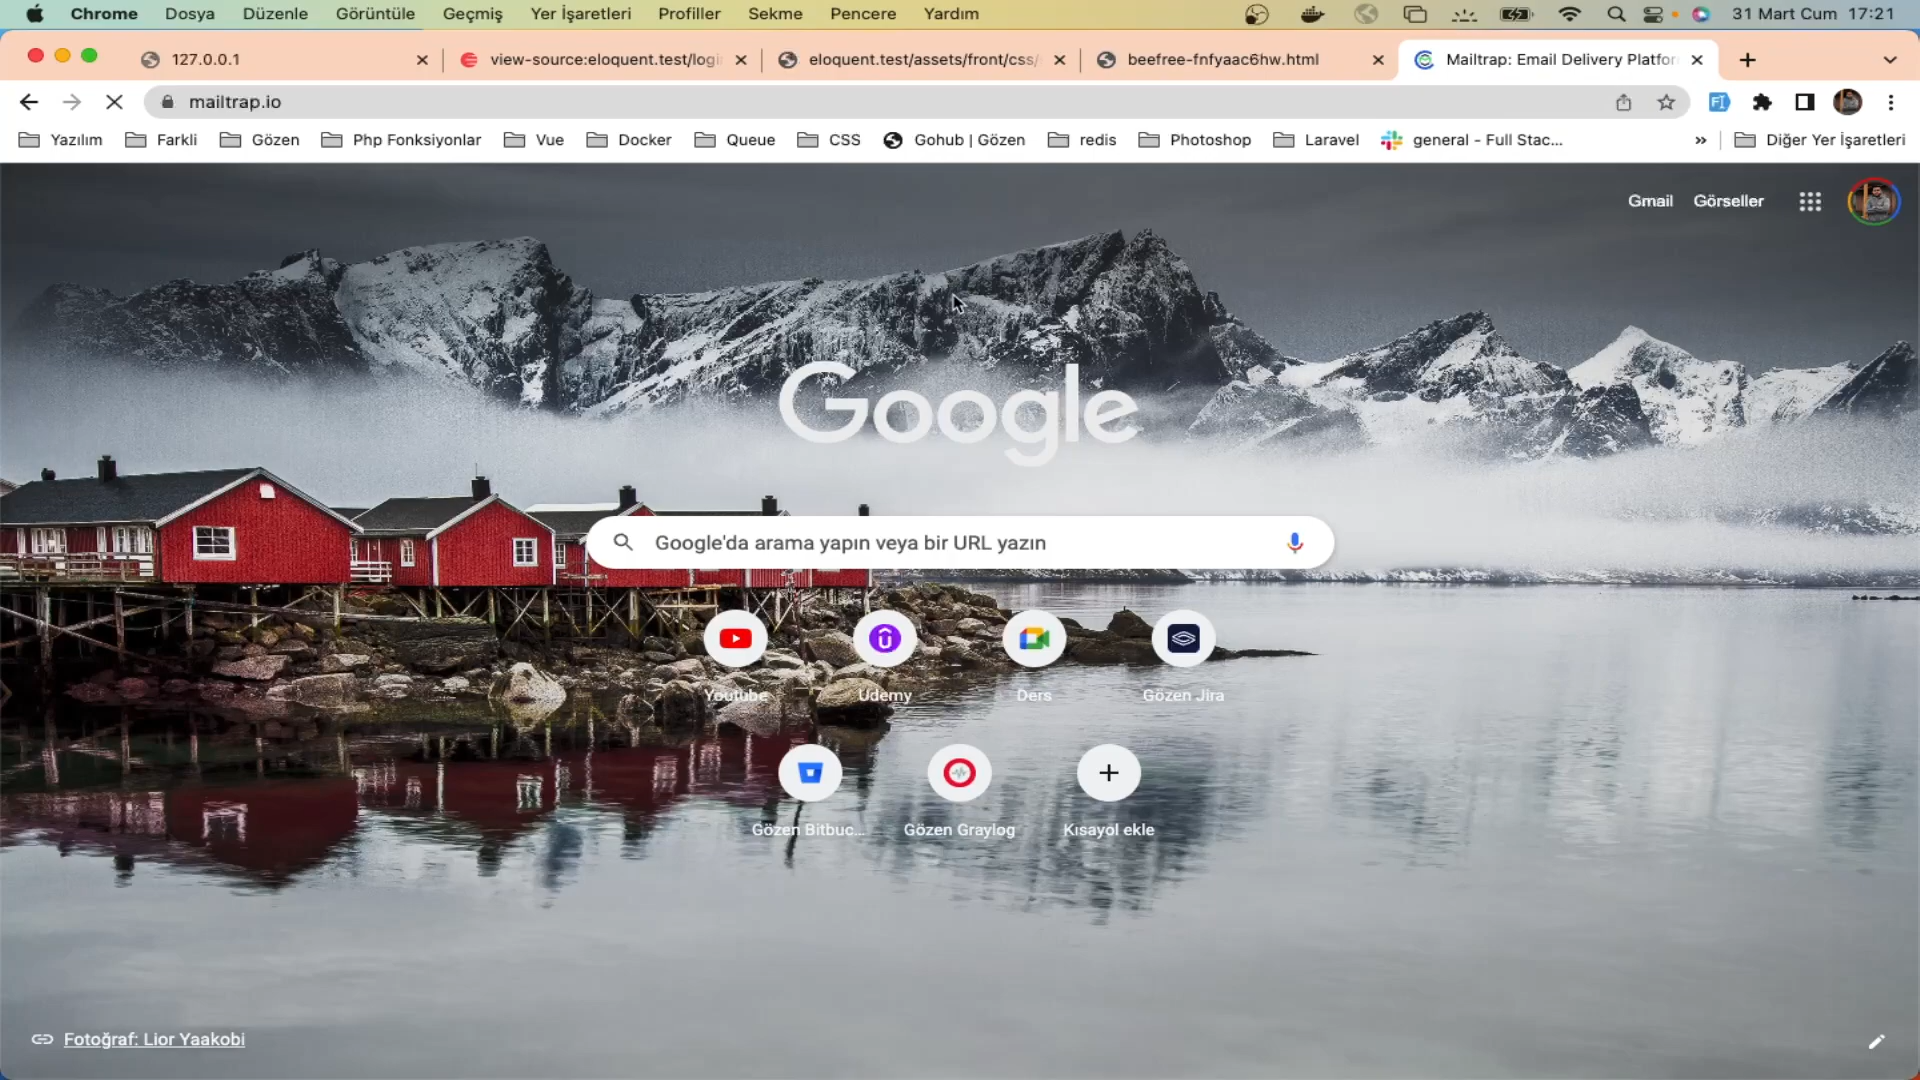 Chrome Dosya Düzenle Görüntüle Geçmiş Yer İşaretleri Profiller Sekme Pencere Yardım 31 Mart Cum 17:21
127.0.0.1 view-source:eloquent.test/logi eloquent.test/assets/front/css/ beefree-fnfyaac6hw.html Mailtrap: Email Delivery Platfor
mailtrap.io
Yazılım Farkli Gözen Php Fonksiyonlar Vue Docker Queue CSS Gohub | Gözen redis Photoshop Laravel general - Full Stac... » Diğer Yer İşaretleri
Gmail Görseller
Google
Google'da arama yapın veya bir URL yazın
Youtube Udemy Ders Gözen Jira
Gözen Bitbuc... Gözen Graylog Kısayol ekle
Fotoğraf: Lior Yaakobi